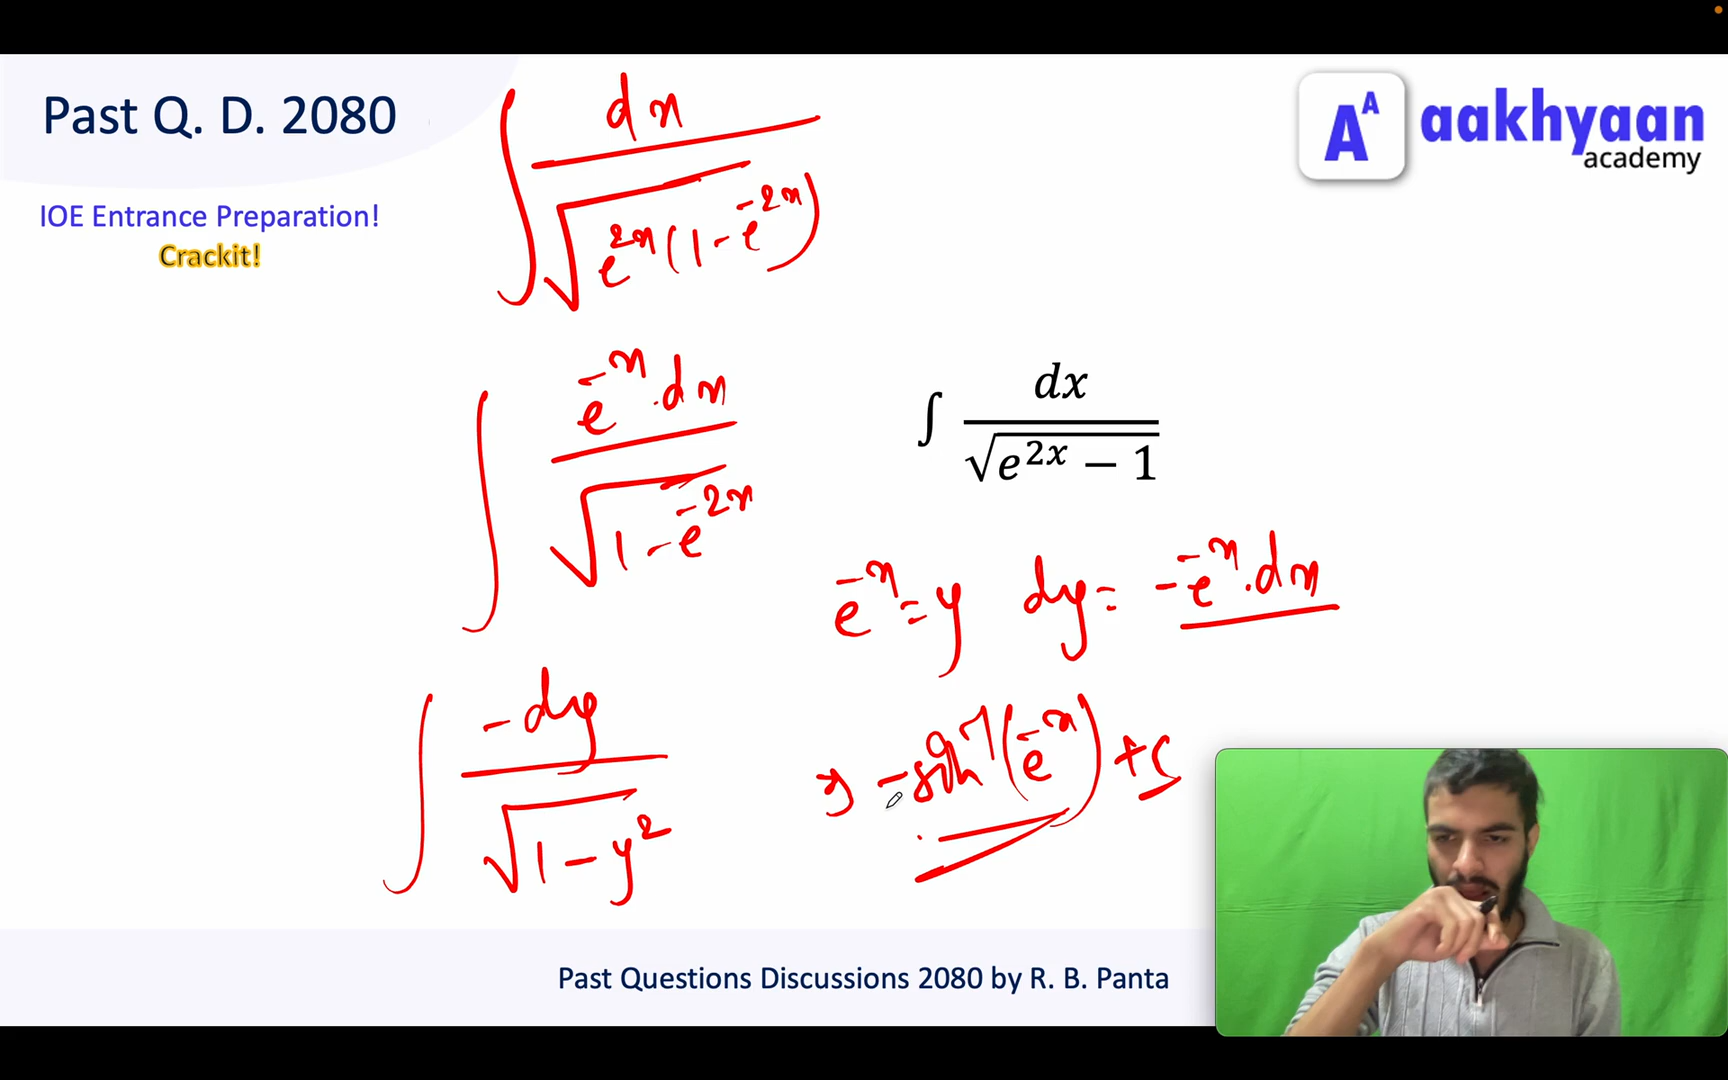 Past Q. D. 2080
IOE Entrance Preparation!
Crackit!
A^A aakhyaan
academy
∫ dx / √(e^{2x}(1-e^{-2x}))
∫ e^{-x}.dx / √(1-e^{-2x})
∫ dx / √(e^{2x} − 1)
e^{-x} = y   dy = -e^{-x}.dx
∫ -dy / √(1-y^2)
⇒ -sin^{-1}(e^{-x}) + c
Past Questions Discussions 2080 by R. B. Panta